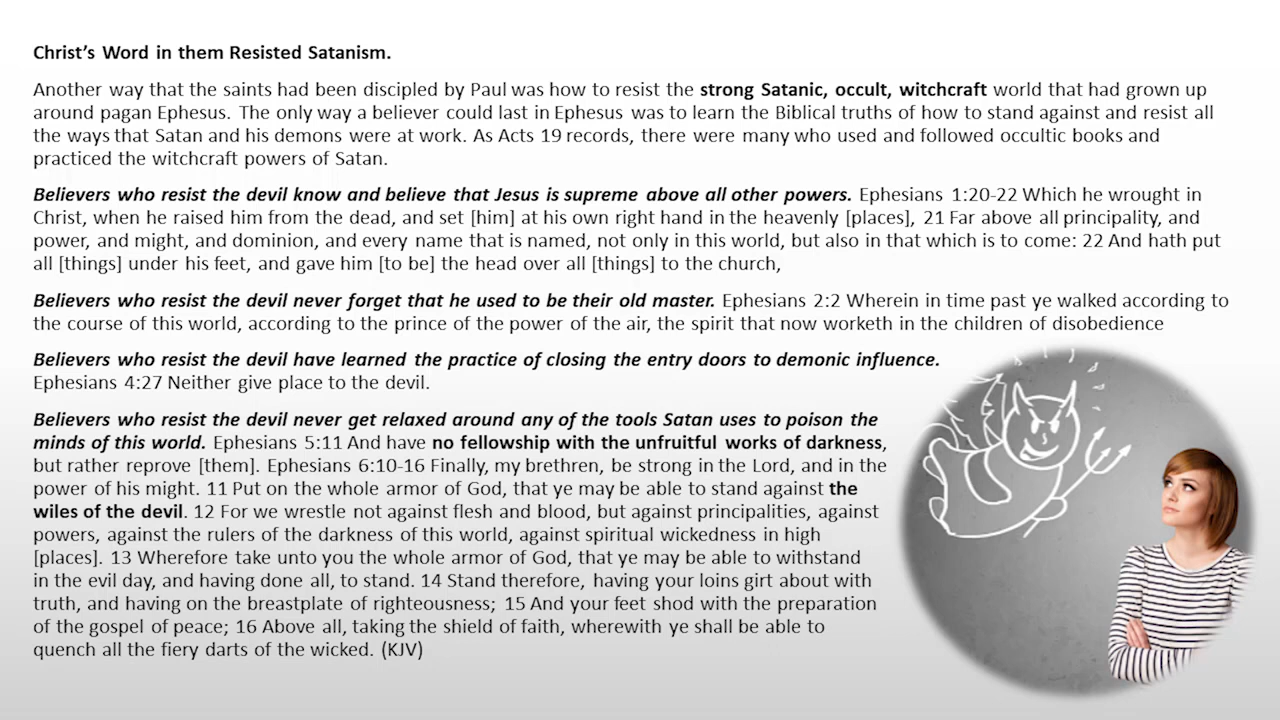 Christ's Word in them Resisted Satanism.
Another way that the saints had been discipled by Paul was how to resist the strong Satanic, occult, witchcraft world that had grown up
around pagan Ephesus. The only way a believer could last in Ephesus was to learn the Biblical truths of how to stand against and resist all
the ways that Satan and his demons were at work. As Acts 19 records, there were many who used and followed occultic books and
practiced the witchcraft powers of Satan.
Believers who resist the devil know and believe that Jesus is supreme above all other powers. Ephesians 1:20-22 Which he wrought in
Christ, when he raised him from the dead, and set [him] at his own right hand in the heavenly [places], 21 Far above all principality, and
power, and might, and dominion, and every name that is named, not only in this world, but also in that which is to come: 22 And hath put
all [things] under his feet, and gave him [to be] the head over all [things] to the church,
Believers who resist the devil never forget that he used to be their old master. Ephesians 2:2 Wherein in time past ye walked according to
the course of this world, according to the prince of the power of the air, the spirit that now worketh in the children of disobedience
Believers who resist the devil have learned the practice of closing the entry doors to demonic influence.
Ephesians 4:27 Neither give place to the devil.
Believers who resist the devil never get relaxed around any of the tools Satan uses to poison the
minds of this world. Ephesians 5:11 And have no fellowship with the unfruitful works of darkness,
but rather reprove [them]. Ephesians 6:10-16 Finally, my brethren, be strong in the Lord, and in the
power of his might. 11 Put on the whole armor of God, that ye may be able to stand against the
wiles of the devil. 12 For we wrestle not against flesh and blood, but against principalities, against
powers, against the rulers of the darkness of this world, against spiritual wickedness in high
[places]. 13 Wherefore take unto you the whole armor of God, that ye may be able to withstand
in the evil day, and having done all, to stand. 14 Stand therefore, having your loins girt about with
truth, and having on the breastplate of righteousness; 15 And your feet shod with the preparation
of the gospel of peace; 16 Above all, taking the shield of faith, wherewith ye shall be able to
quench all the fiery darts of the wicked. (KJV)